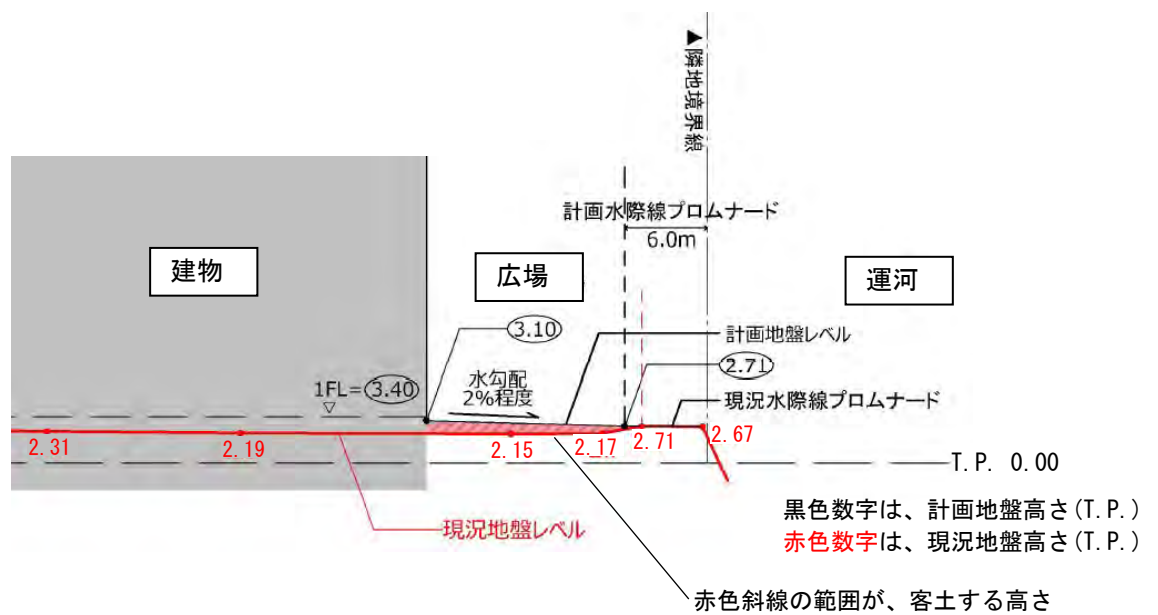 ▲隣地境界線
計画水際線プロムナード
6.0m
建物
広場
運河
3.10
計画地盤レベル
2.71
水勾配
2%程度
1FL=3.40
▽
現況水際線プロムナード
2.31
2.19
2.15
2.17
2.71
2.67
T.P. 0.00
黒色数字は、計画地盤高さ(T.P.)
現況地盤レベル
赤色数字は、現況地盤高さ(T.P.)
赤色斜線の範囲が、客土する高さ